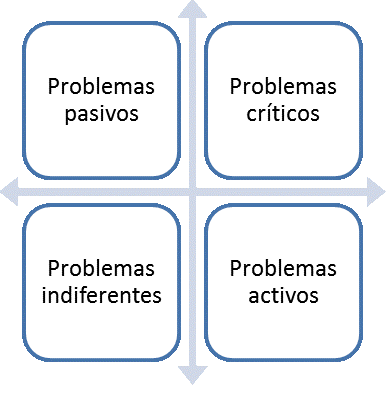 Problemas
pasivos
Problemas
críticos
Problemas
indiferentes
Problemas
activos